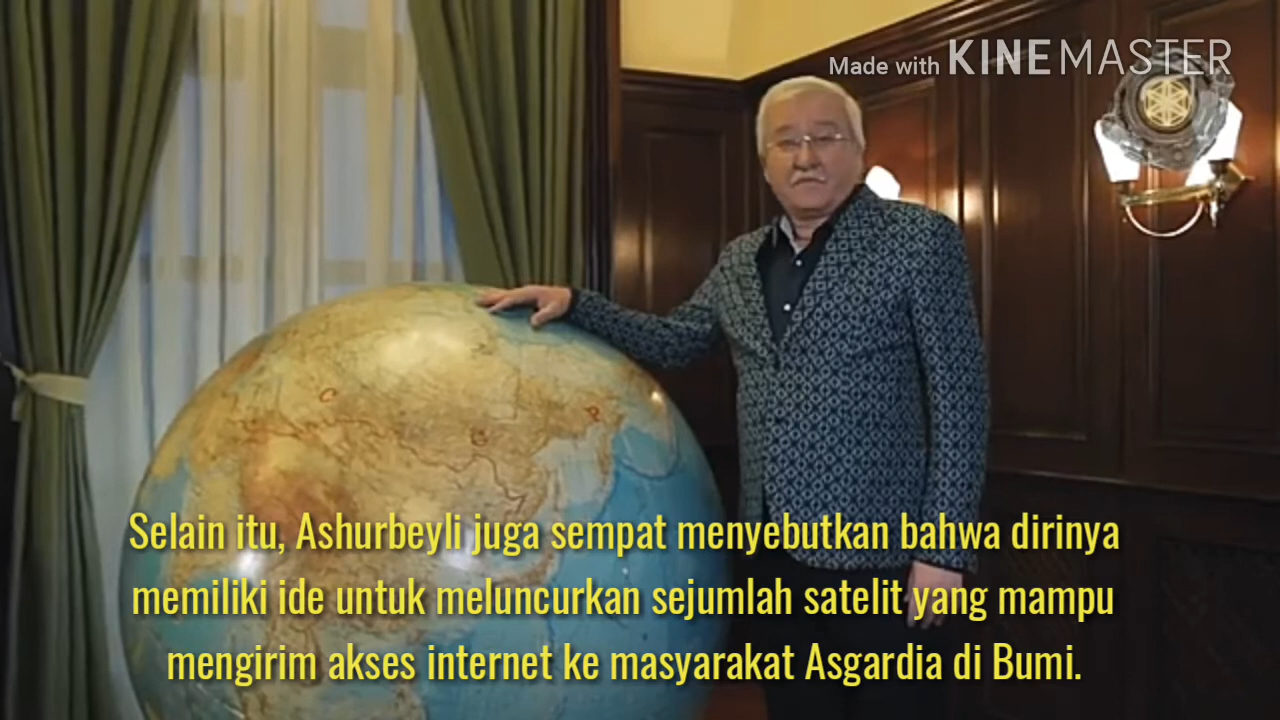 Made with KINEMASTER
Selain itu, Ashurbeyli juga sempat menyebutkan bahwa dirinya
memiliki ide untuk meluncurkan sejumlah satelit yang mampu
mengirim akses internet ke masyarakat Asgardia di Bumi.